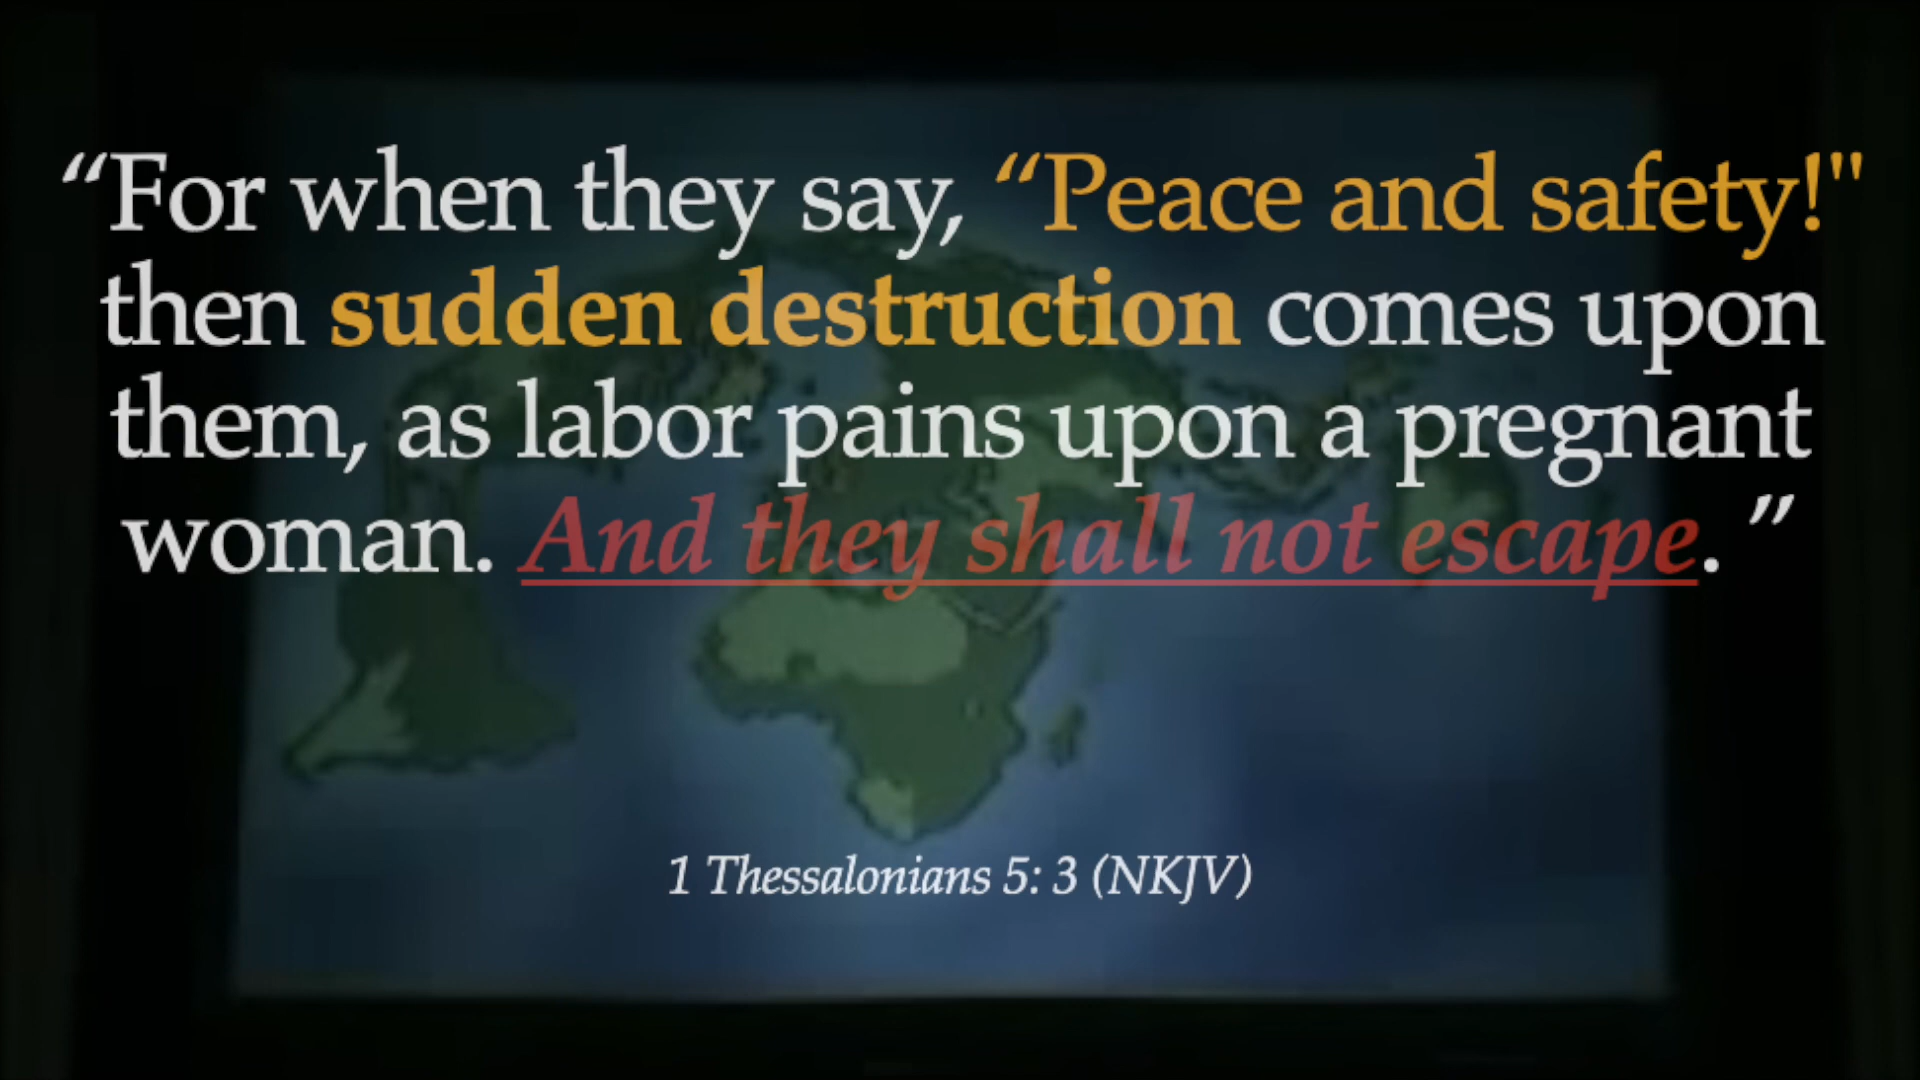 “For when they say, “Peace and safety!"
then sudden destruction comes upon
them, as labor pains upon a pregnant
woman. And they shall not escape. ”
1 Thessalonians 5: 3 (NKJV)